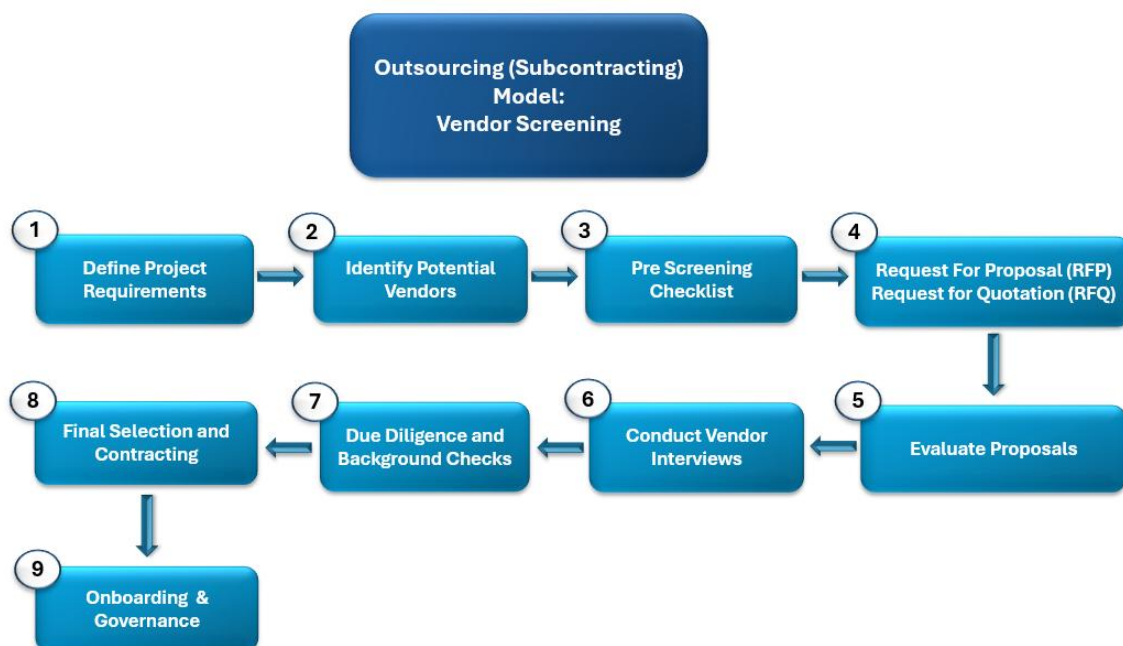 Outsourcing (Subcontracting)
Model:
Vendor Screening
1
Define Project
Requirements
2
Identify Potential
Vendors
3
Pre Screening
Checklist
4
Request For Proposal (RFP)
Request for Quotation (RFQ)
5
Evaluate Proposals
6
Conduct Vendor
Interviews
7
Due Diligence and
Background Checks
8
Final Selection and
Contracting
9
Onboarding &
Governance